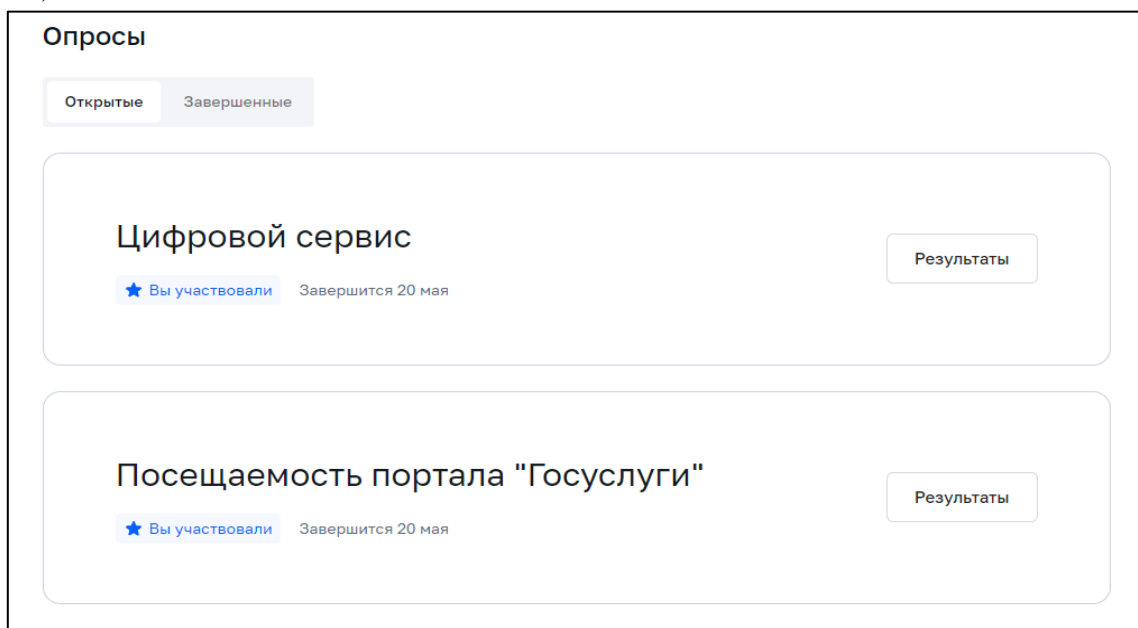 Опросы
Открытые Завершенные
Цифровой сервис
Результаты
Вы участвовали Завершится 20 мая
Посещаемость портала "Госуслуги"
Результаты
Вы участвовали Завершится 20 мая